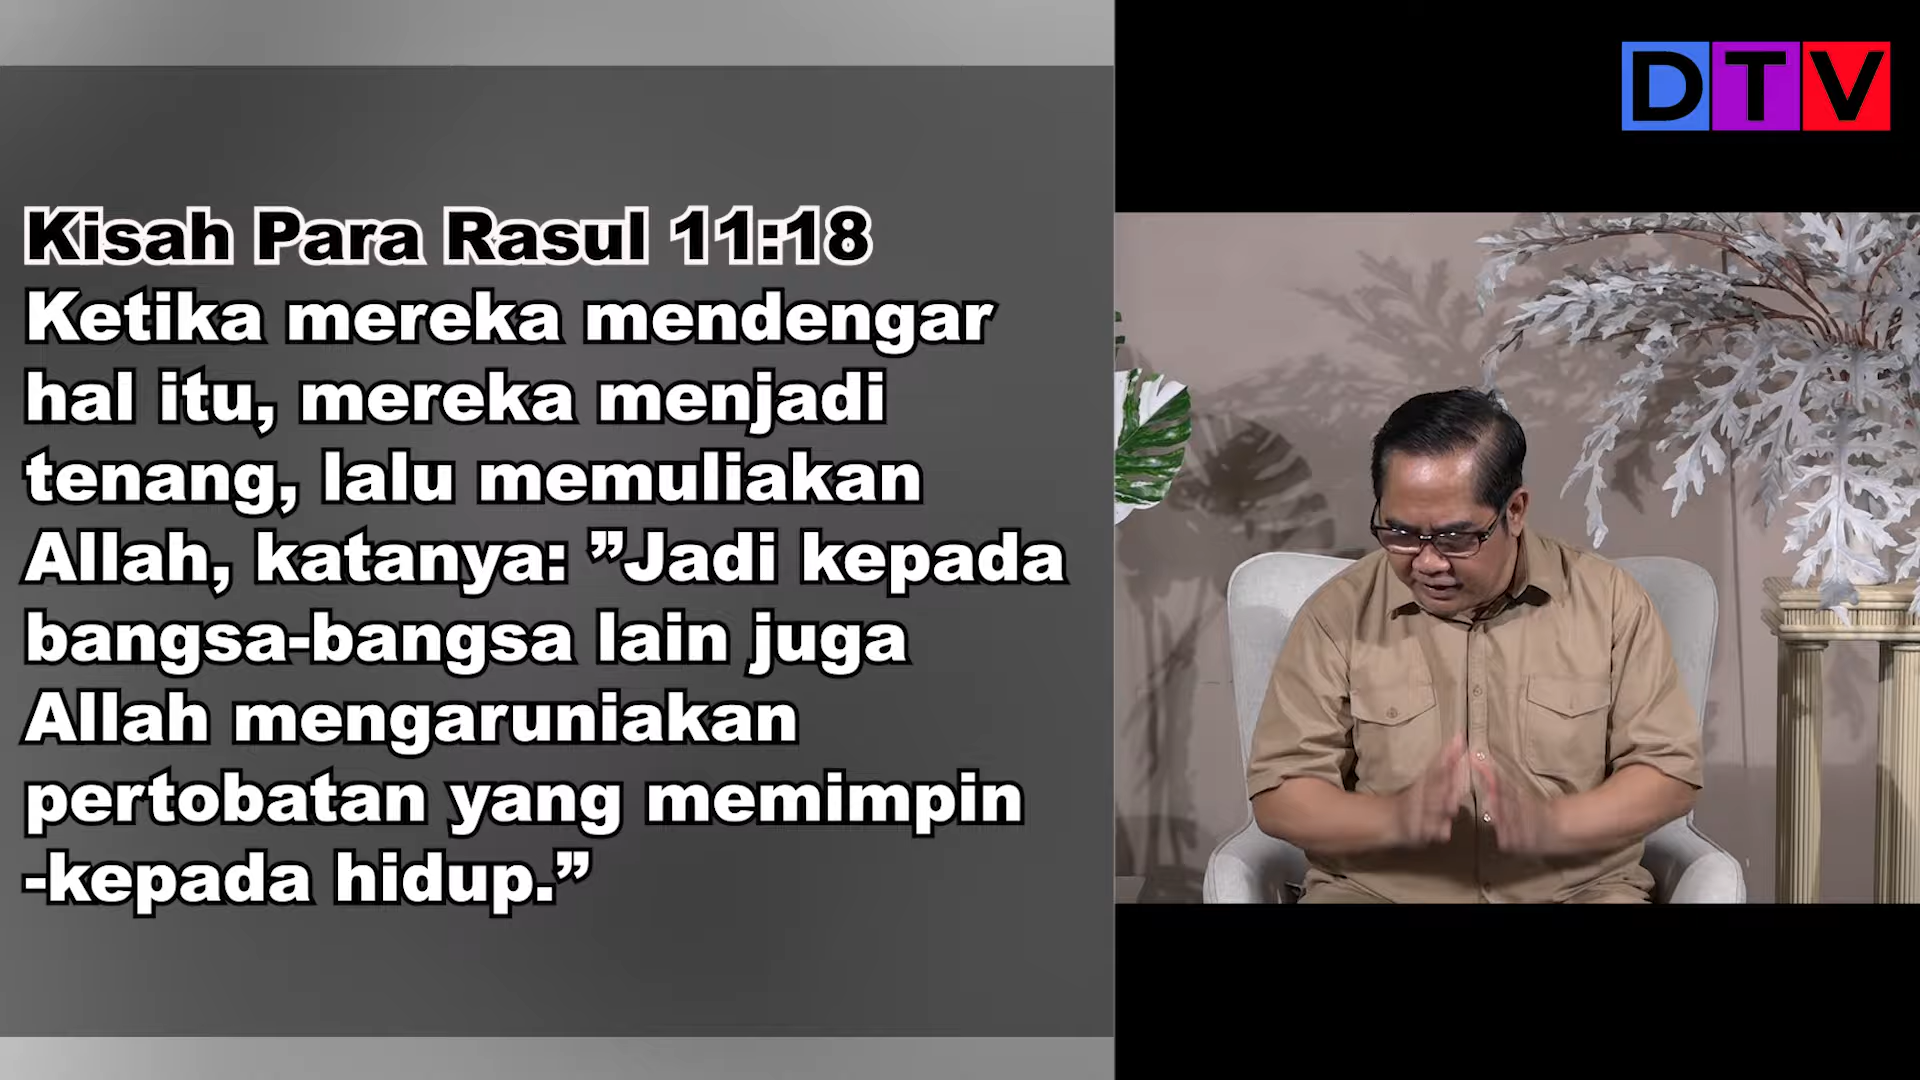 Kisah Para Rasul 11:18
Ketika mereka mendengar
hal itu, mereka menjadi
tenang, lalu memuliakan
Allah, katanya: ”Jadi kepada
bangsa-bangsa lain juga
Allah mengaruniakan
pertobatan yang memimpin
-kepada hidup.”
DTV